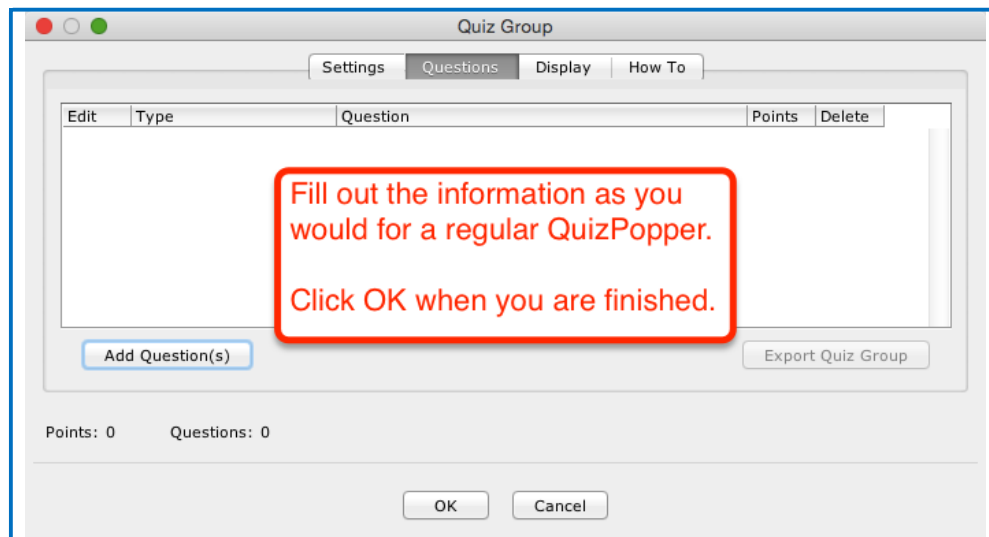 Quiz Group
Settings Questions Display How To
Edit Type Question Points Delete
Fill out the information as you
would for a regular QuizPopper.
Click OK when you are finished.
Add Question(s) Export Quiz Group
Points: 0 Questions: 0
OK Cancel